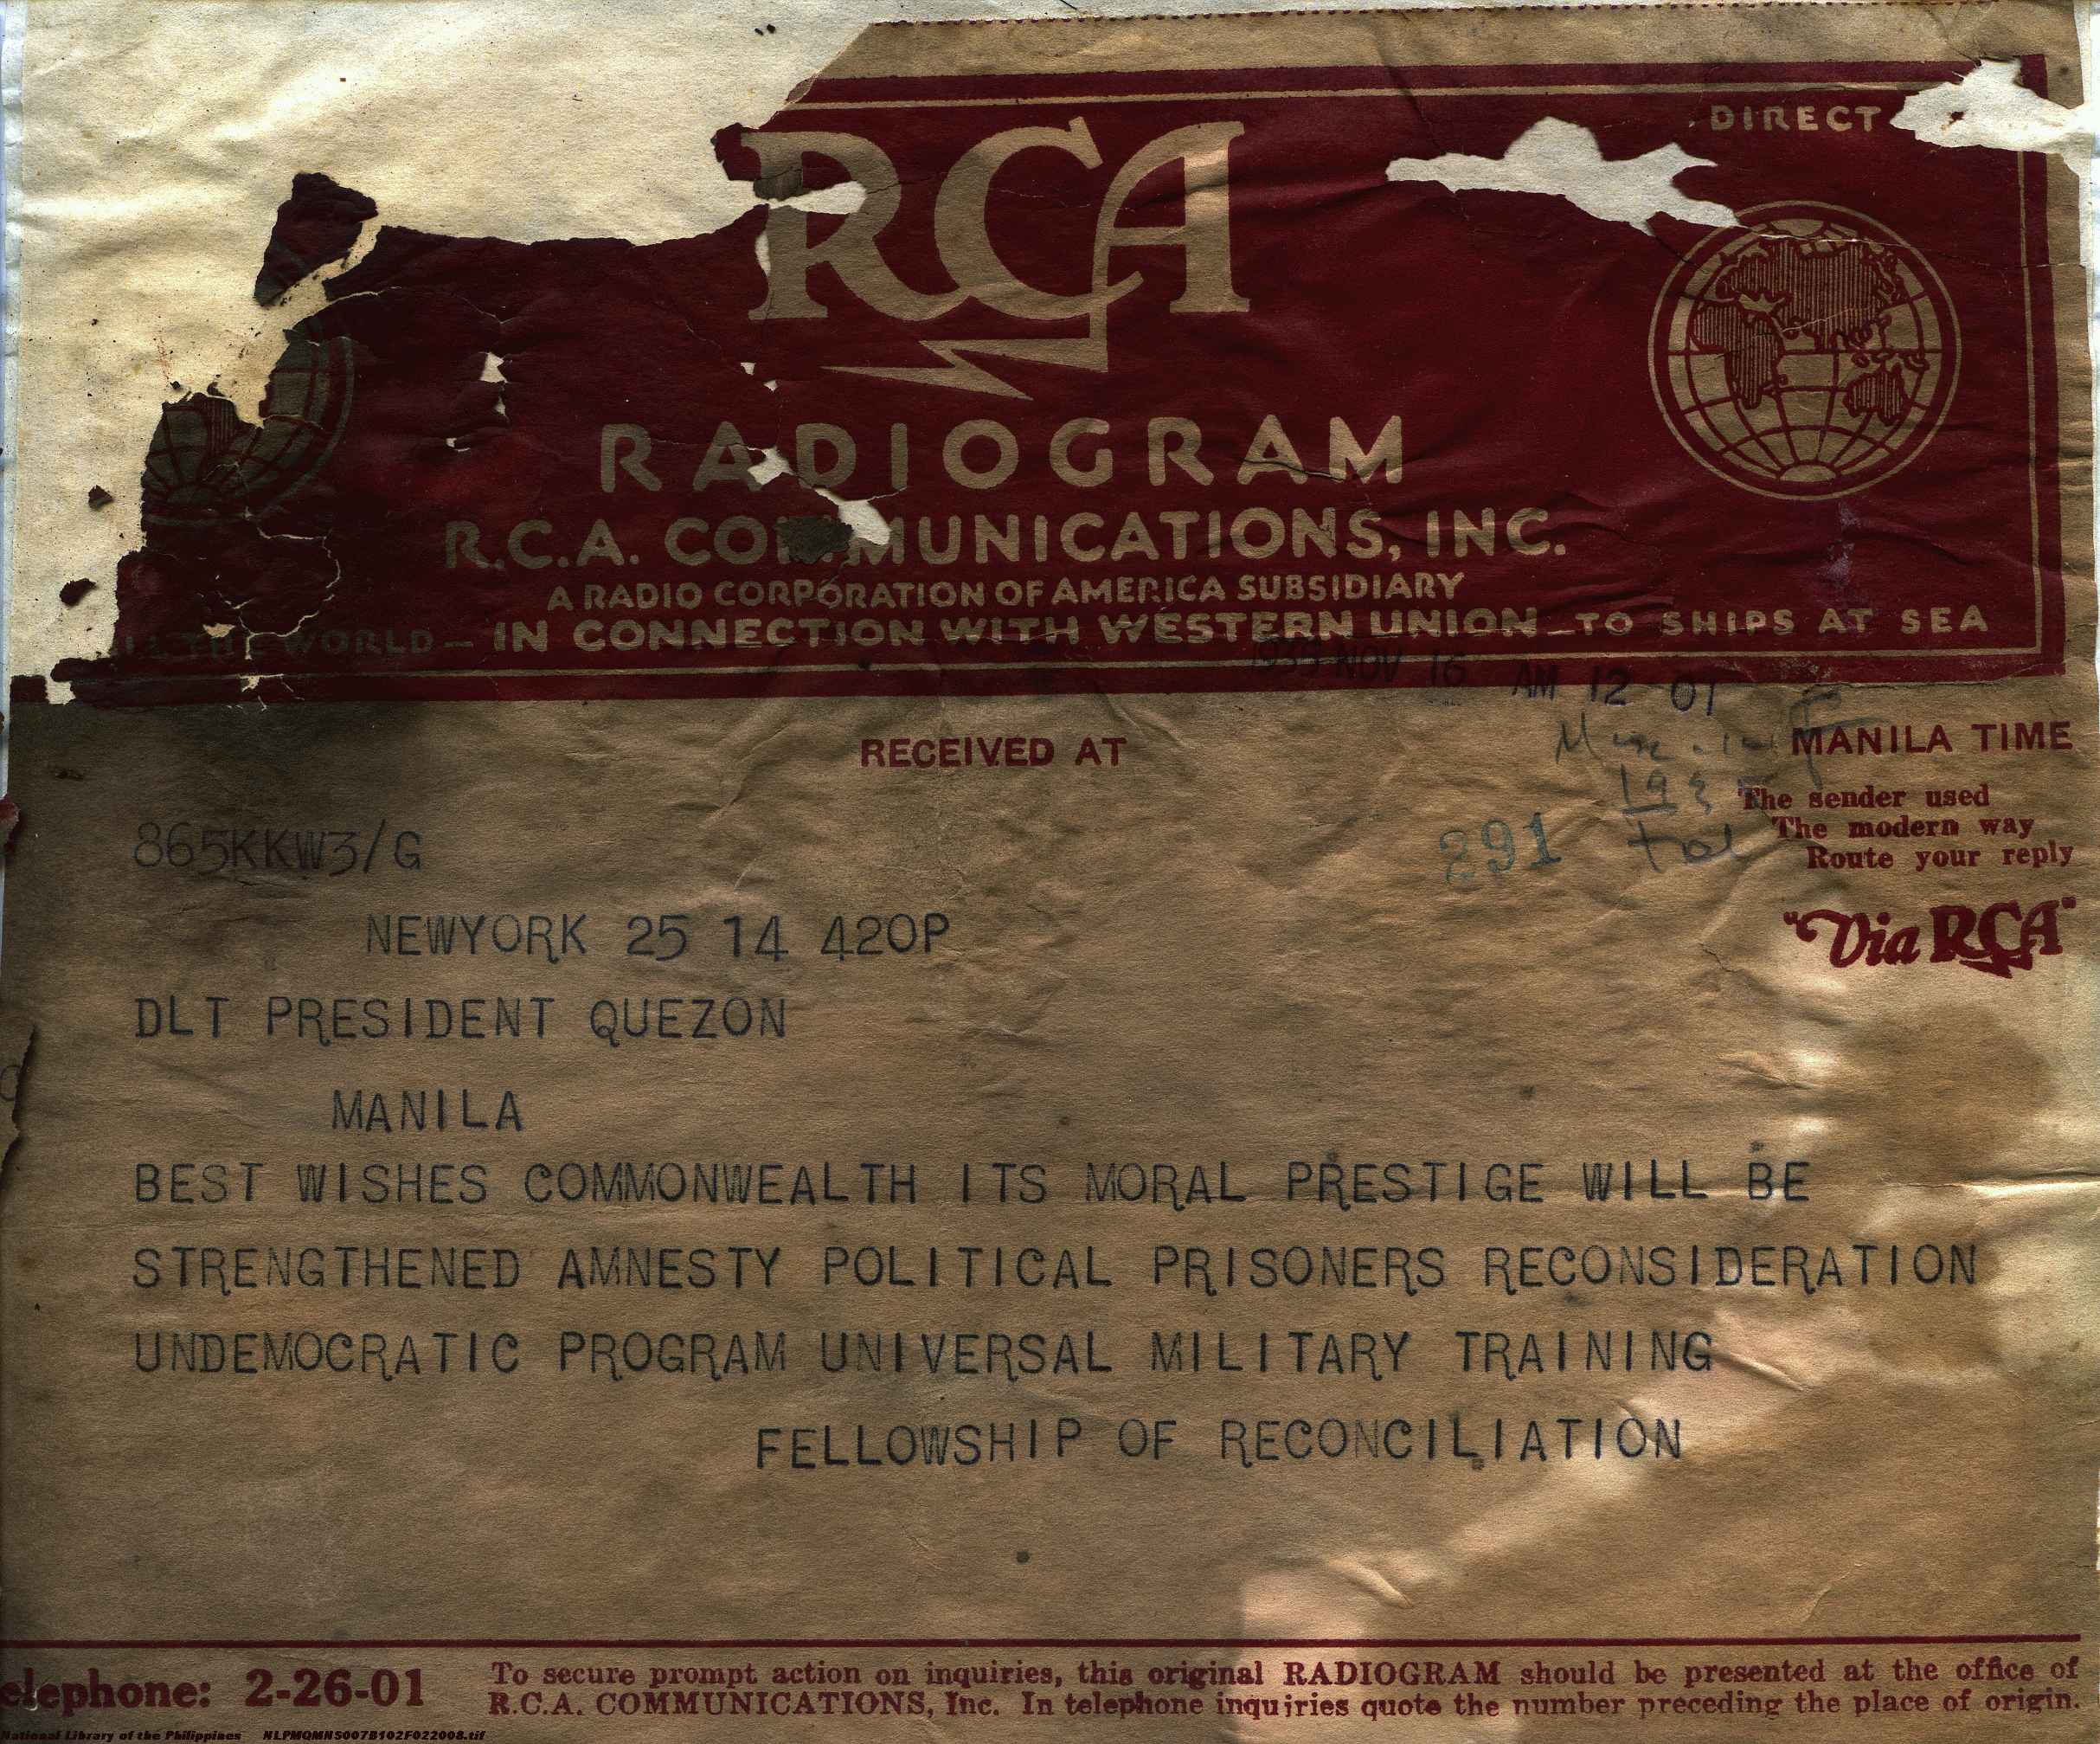 DIRECT
RCA
RADIOGRAM
R.C.A. COMMUNICATIONS, INC.
A RADIO CORPORATION OF AMERICA SUBSIDIARY
THE WORLD — IN CONNECTION WITH WESTERN UNION — TO SHIPS AT SEA
NOV 16 AM 12 01
RECEIVED AT
MANILA TIME
The sender used
The modern way
Route your reply
"Via RCA"
291
865KKW3/G
NEWYORK 25 14 420P
DLT PRESIDENT QUEZON
MANILA
BEST WISHES COMMONWEALTH ITS MORAL PRESTIGE WILL BE
STRENGTHENED AMNESTY POLITICAL PRISONERS RECONSIDERATION
UNDEMOCRATIC PROGRAM UNIVERSAL MILITARY TRAINING
FELLOWSHIP OF RECONCILIATION
elephone: 2-26-01
To secure prompt action on inquiries, this original RADIOGRAM should be presented at the office of
R.C.A. COMMUNICATIONS, Inc. In telephone inquiries quote the number preceding the place of origin.
National Library of the Philippines NLPMQMNS007B102F022008.tif